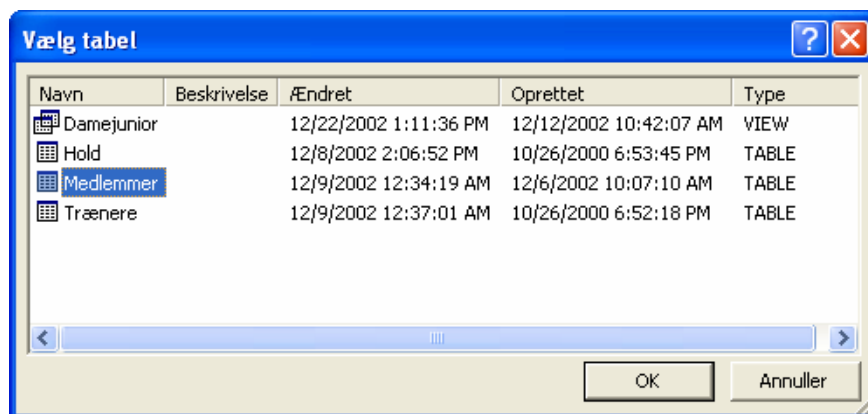 Vælg tabel
Navn Beskrivelse Ændret Oprettet Type
Damejunior 12/22/2002 1:11:36 PM 12/12/2002 10:42:07 AM VIEW
Hold 12/8/2002 2:06:52 PM 10/26/2000 6:53:45 PM TABLE
Medlemmer 12/9/2002 12:34:19 AM 12/6/2002 10:07:10 AM TABLE
Trænere 12/9/2002 12:37:01 AM 10/26/2000 6:52:18 PM TABLE
OK Annuller